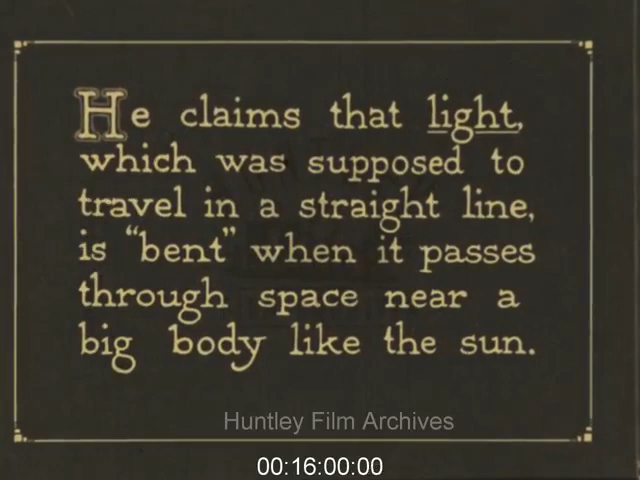 He claims that light,
which was supposed to
travel in a straight line,
is "bent" when it passes
through space near a
big body like the sun.
Huntley Film Archives
00:16:00:00